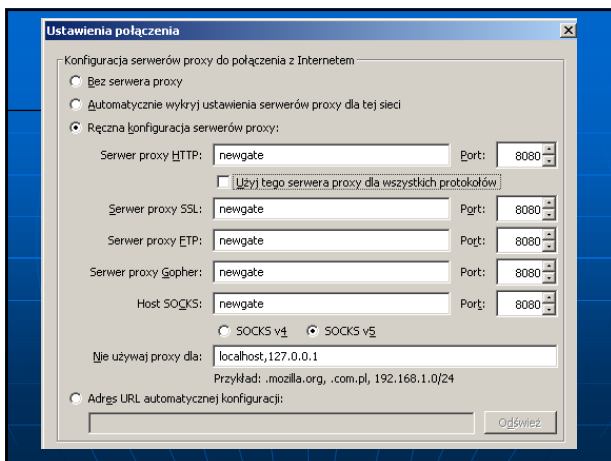 Ustawienia połączenia
Konfiguracja serwerów proxy do połączenia z Internetem
Bez serwera proxy
Automatycznie wykryj ustawienia serwerów proxy dla tej sieci
Ręczna konfiguracja serwerów proxy:
Serwer proxy HTTP: newgate Port: 8080
Użyj tego serwera proxy dla wszystkich protokołów
Serwer proxy SSL: newgate Port: 8080
Serwer proxy FTP: newgate Port: 8080
Serwer proxy Gopher: newgate Port: 8080
Host SOCKS: newgate Port: 8080
SOCKS v4 SOCKS v5
Nie używaj proxy dla: localhost,127.0.0.1
Przykład: .mozilla.org, .com.pl, 192.168.1.0/24
Adres URL automatycznej konfiguracji:
Odśwież